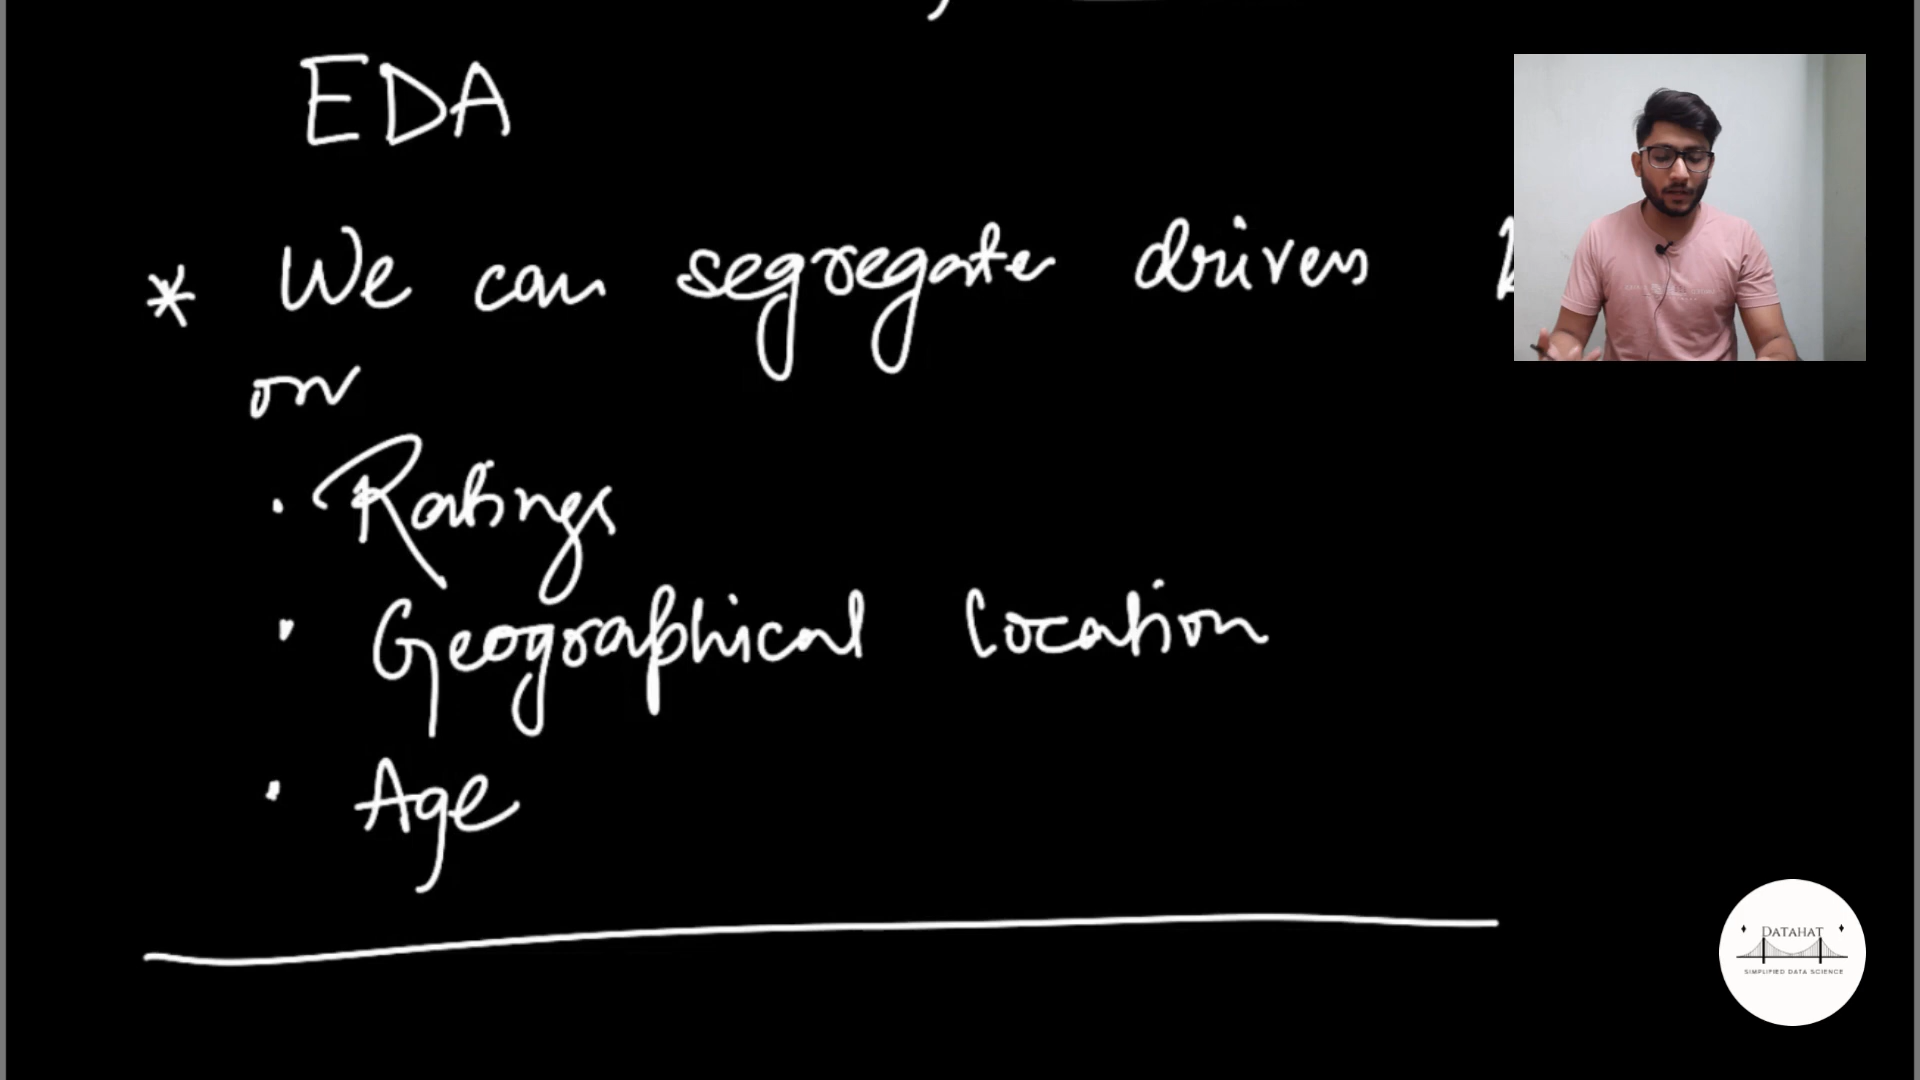 EDA
* We can segregate drivers
on
· Ratings
· Geographical location
· Age
DATAHAT
SIMPLIFIED DATA SCIENCE